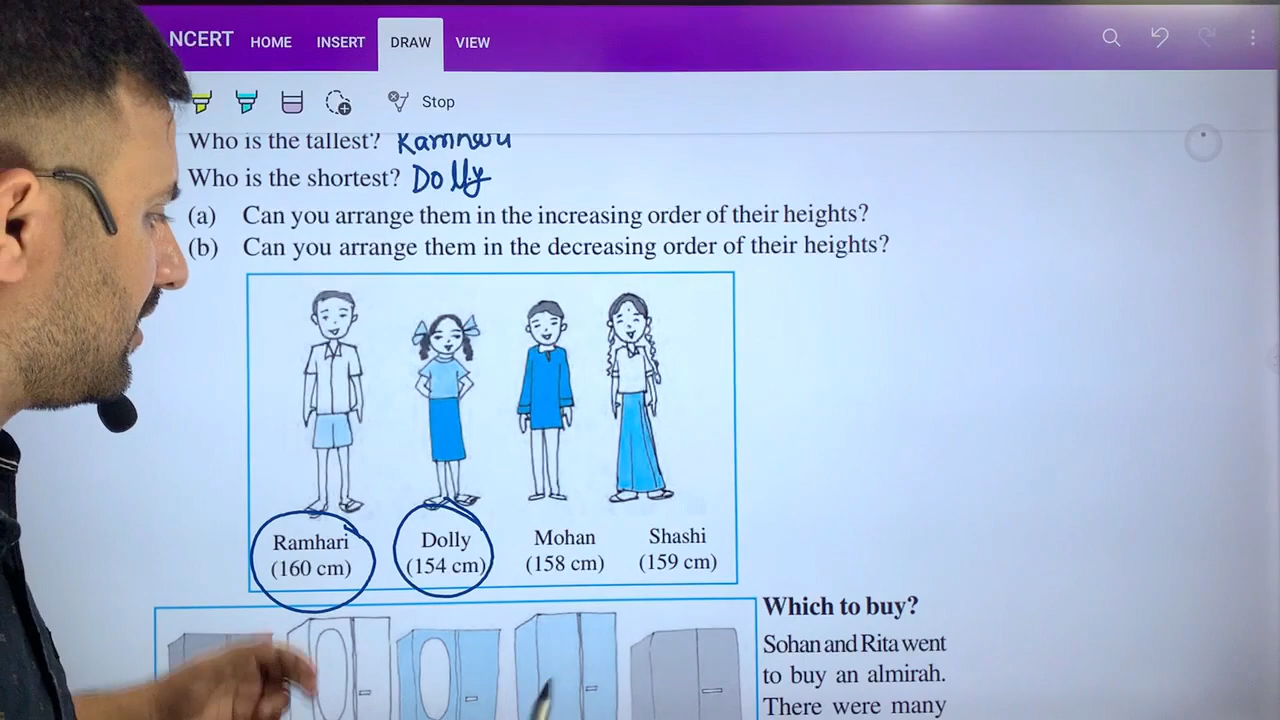 NCERT HOME INSERT DRAW VIEW
Stop
Who is the tallest? Ramhari
Who is the shortest? Dolly
(a) Can you arrange them in the increasing order of their heights?
(b) Can you arrange them in the decreasing order of their heights?
Ramhari Dolly Mohan Shashi
(160 cm) (154 cm) (158 cm) (159 cm)
Which to buy?
Sohan and Rita went
to buy an almirah.
There were many